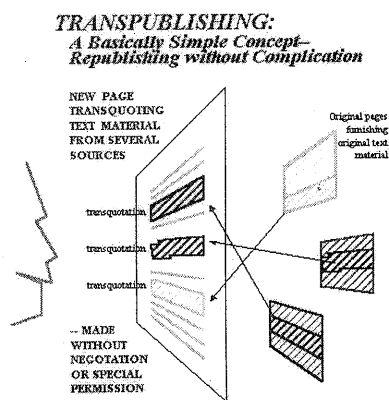 TRANSPUBLISHING:
A Basically Simple Concept--
Republishing without Complication
NEW PAGE
TRANSQUOTING
TEXT MATERIAL
FROM SEVERAL
SOURCES
Original pages
furnishing
original text
material
transquotation
transquotation
transquotation
-- MADE
WITHOUT
NEGOTATION
OR SPECIAL
PERMISSION